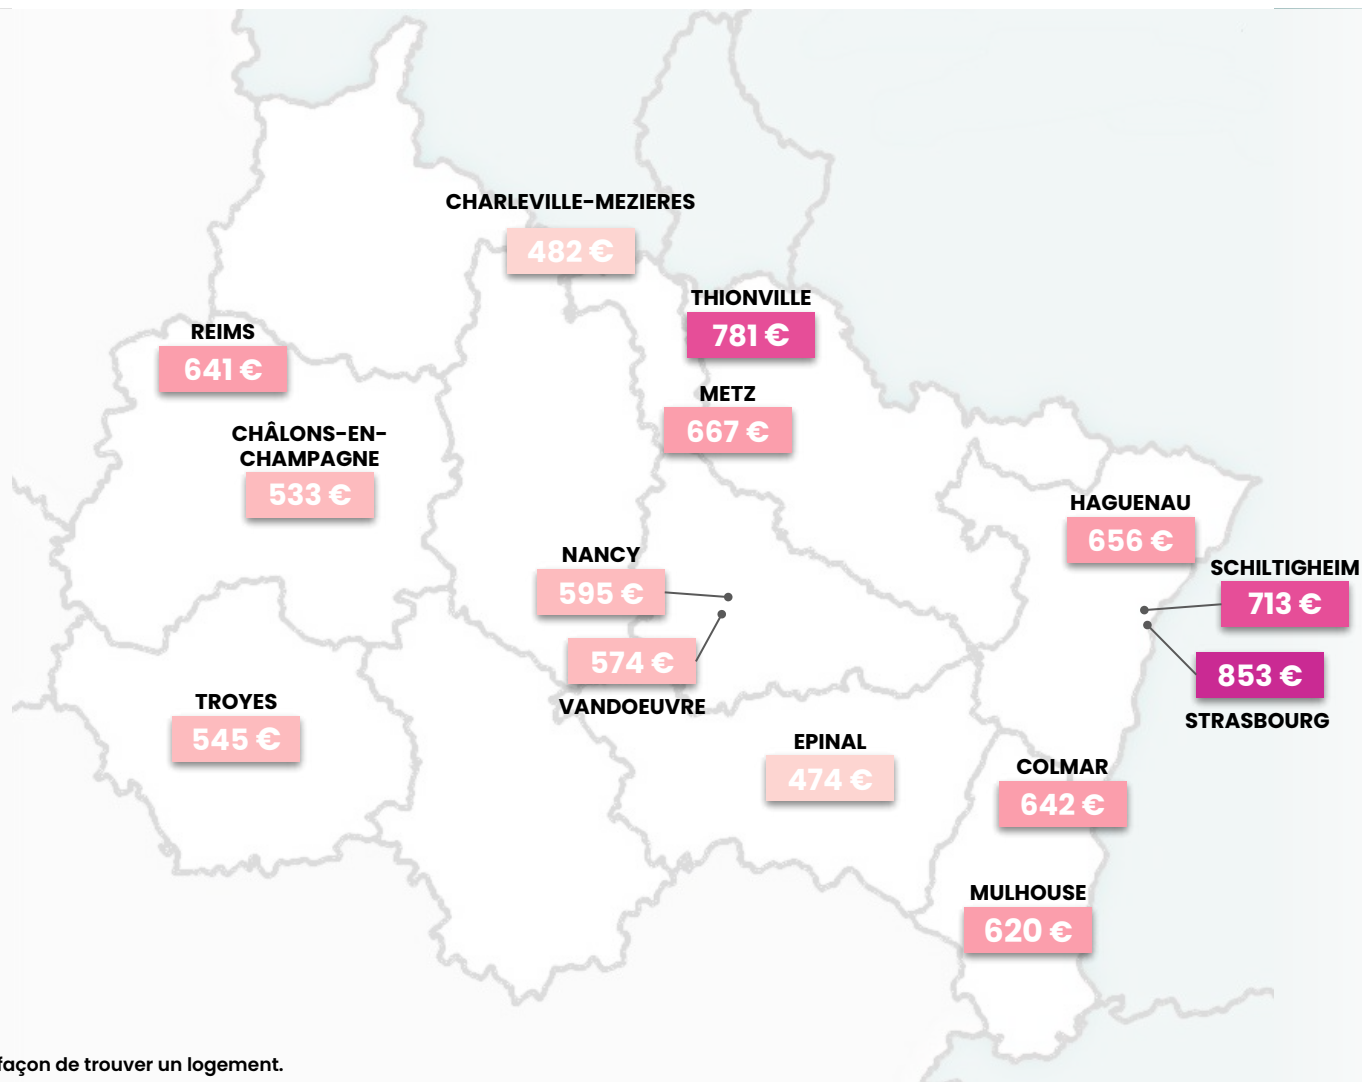 CHARLEVILLE-MEZIERES
482 €
THIONVILLE
781 €
REIMS
641 €
METZ
667 €
CHÂLONS-EN-
CHAMPAGNE
533 €
HAGUENAU
656 €
NANCY
595 €
SCHILTIGHEIM
713 €
574 €
VANDOEUVRE
853 €
STRASBOURG
TROYES
545 €
EPINAL
474 €
COLMAR
642 €
MULHOUSE
620 €
façon de trouver un logement.